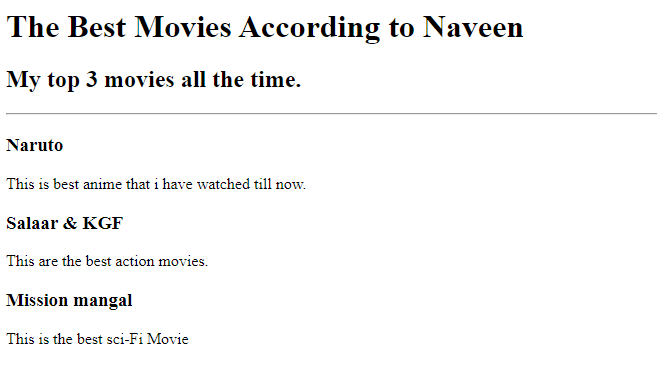 The Best Movies According to Naveen
My top 3 movies all the time.
Naruto
This is best anime that i have watched till now.
Salaar & KGF
This are the best action movies.
Mission mangal
This is the best sci-Fi Movie